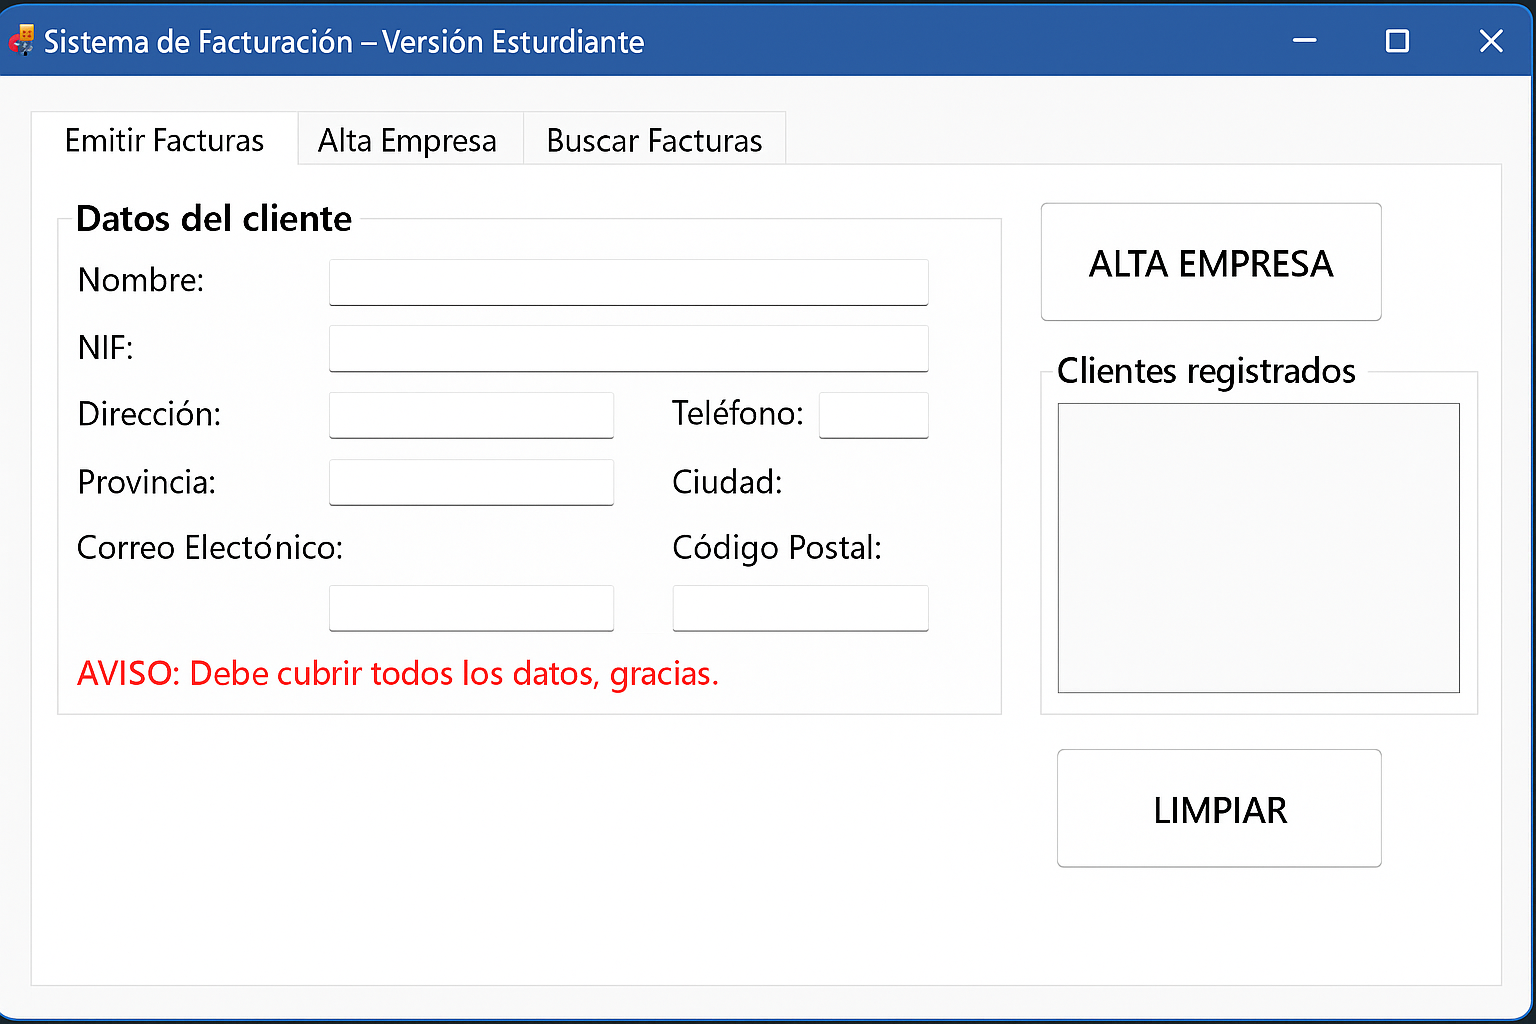 Sistema de Facturación – Versión Esturdiante
Emitir Facturas Alta Empresa Buscar Facturas
Datos del cliente
Nombre:
NIF:
Dirección: Teléfono:
Provincia: Ciudad:
Correo Electónico: Código Postal:
AVISO: Debe cubrir todos los datos, gracias.
ALTA EMPRESA
Clientes registrados
LIMPIAR